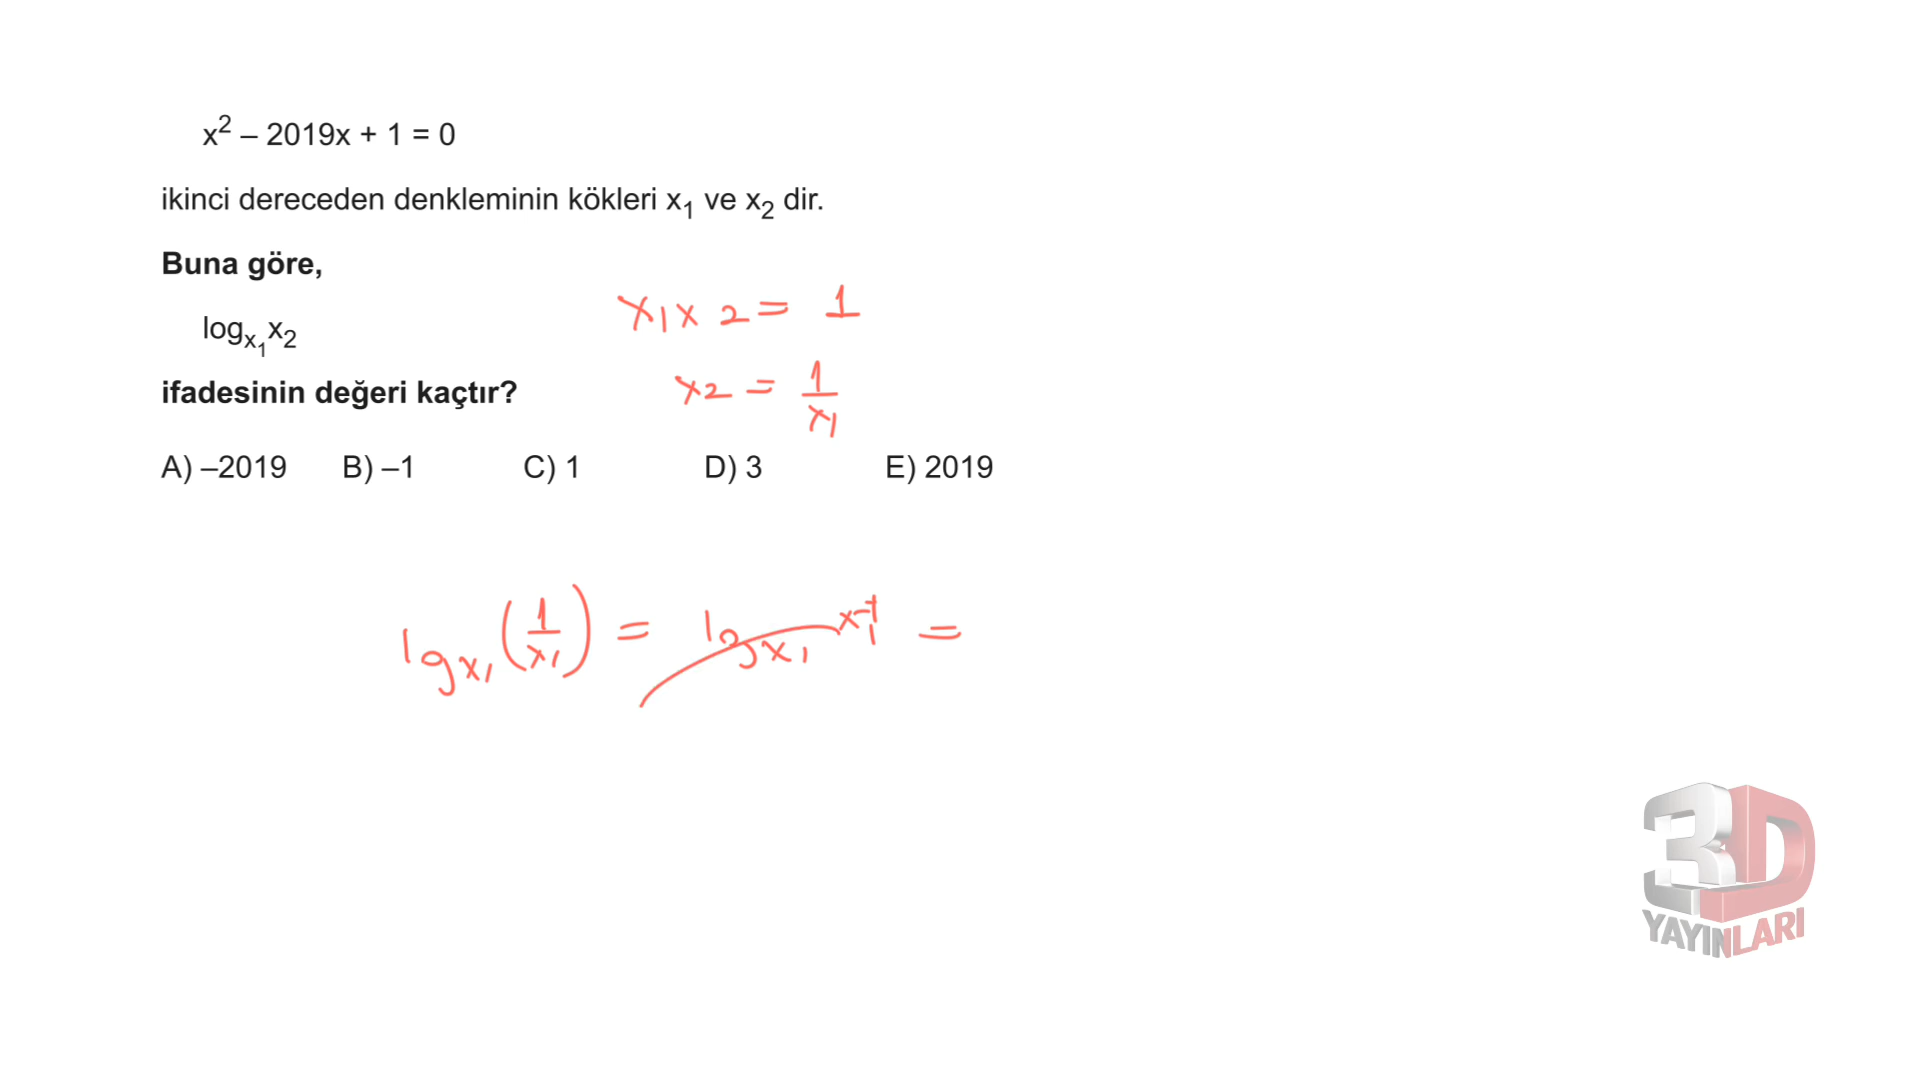 x² – 2019x + 1 = 0
ikinci dereceden denkleminin kökleri x₁ ve x₂ dir.
Buna göre,
log_{x₁} x₂
x₁x₂ = 1
ifadesinin değeri kaçtır?
x₂ = 1/x₁
A) –2019 B) –1 C) 1 D) 3 E) 2019
log_{x₁} (1/x₁) = log_{x₁} x₁⁻¹ =
3D
YAYINLARI